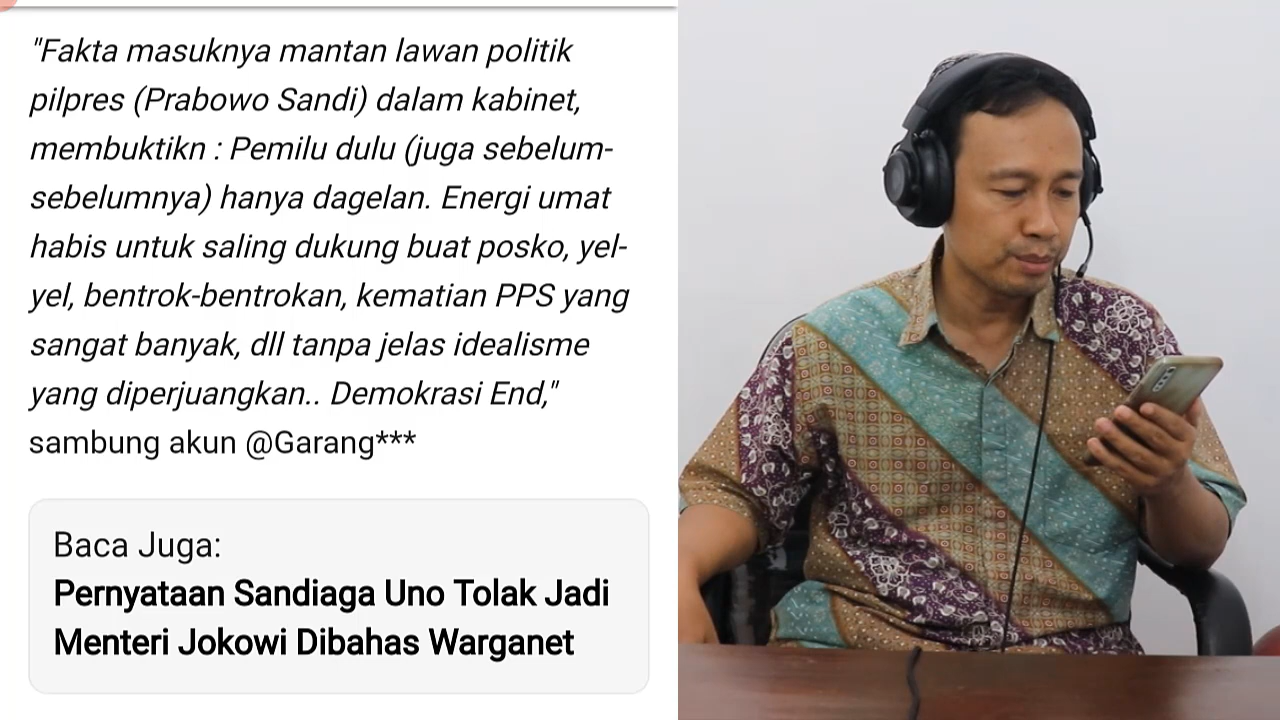 "Fakta masuknya mantan lawan politik
pilpres (Prabowo Sandi) dalam kabinet,
membuktikn : Pemilu dulu (juga sebelum-
sebelumnya) hanya dagelan. Energi umat
habis untuk saling dukung buat posko, yel-
yel, bentrok-bentrokan, kematian PPS yang
sangat banyak, dll tanpa jelas idealisme
yang diperjuangkan.. Demokrasi End,"
sambung akun @Garang***
Baca Juga:
Pernyataan Sandiaga Uno Tolak Jadi
Menteri Jokowi Dibahas Warganet